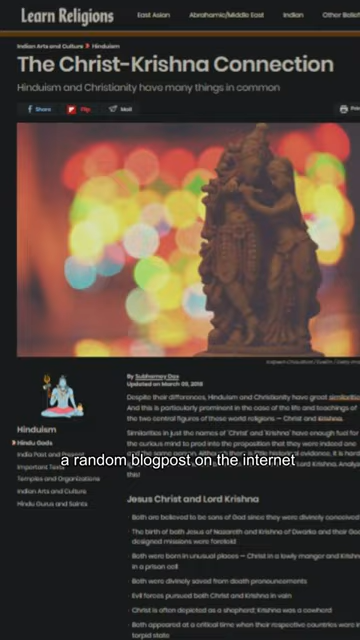 Learn Religions
East Asian Abrahamic/Middle East Indian Other
Indian Arts and Culture Hinduism
The Christ-Krishna Connection
Hinduism and Christianity have many things in common
Share Flip Mail
By Subhamoy Das
Updated on March 09, 2018
Despite their differences, Hinduism and Christianity have great
And this is particularly prominent in the case of the life and teachings of
the two central figures of these world religions — Christ and Krishna.
Similarities in just the names of 'Christ' and 'Krishna' have enough fuel for
the curious mind to prod into the proposition that they were indeed one
a random blogpost on the internet
this!
Hinduism
Hindu Gods
India Past and Present
Important Texts
Temples and Organizations
Indian Arts and Culture
Hindu Gurus and Saints
Jesus Christ and Lord Krishna
Both are believed to be sons of God since they were divinely conceived
The birth of both Jesus of Nazareth and Krishna of Dwarka and their God-
designed missions were foretold
Both were born in unusual places — Christ in a lowly manger and Krishna
in a prison cell
Both were divinely saved from death pronouncements
Evil forces pursued both Christ and Krishna in vain
Christ is often depicted as a shepherd; Krishna was a cowherd
Both appeared at a critical time when their respective countries were in
torpid state